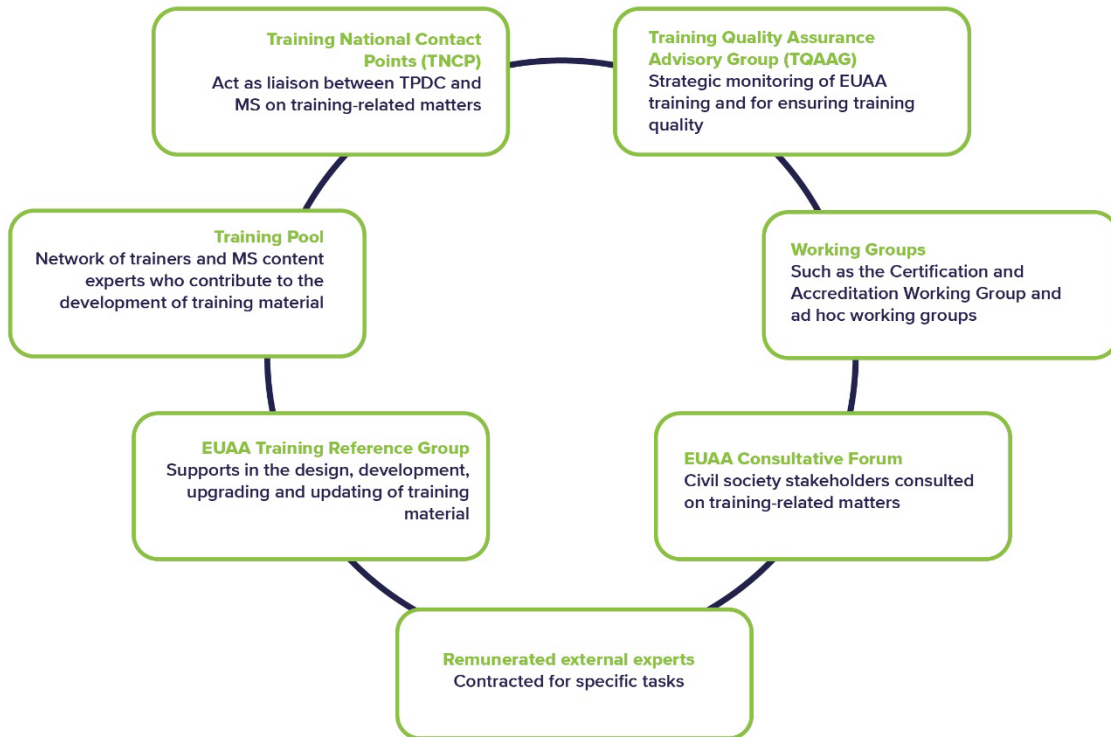 Training National Contact
Points (TNCP)
Act as liaison between TPDC and
MS on training-related matters
Training Quality Assurance
Advisory Group (TQAAG)
Strategic monitoring of EUAA
training and for ensuring training
quality
Training Pool
Network of trainers and MS content
experts who contribute to the
development of training material
Working Groups
Such as the Certification and
Accreditation Working Group and
ad hoc working groups
EUAA Training Reference Group
Supports in the design, development,
upgrading and updating of training
material
EUAA Consultative Forum
Civil society stakeholders consulted
on training-related matters
Remunerated external experts
Contracted for specific tasks